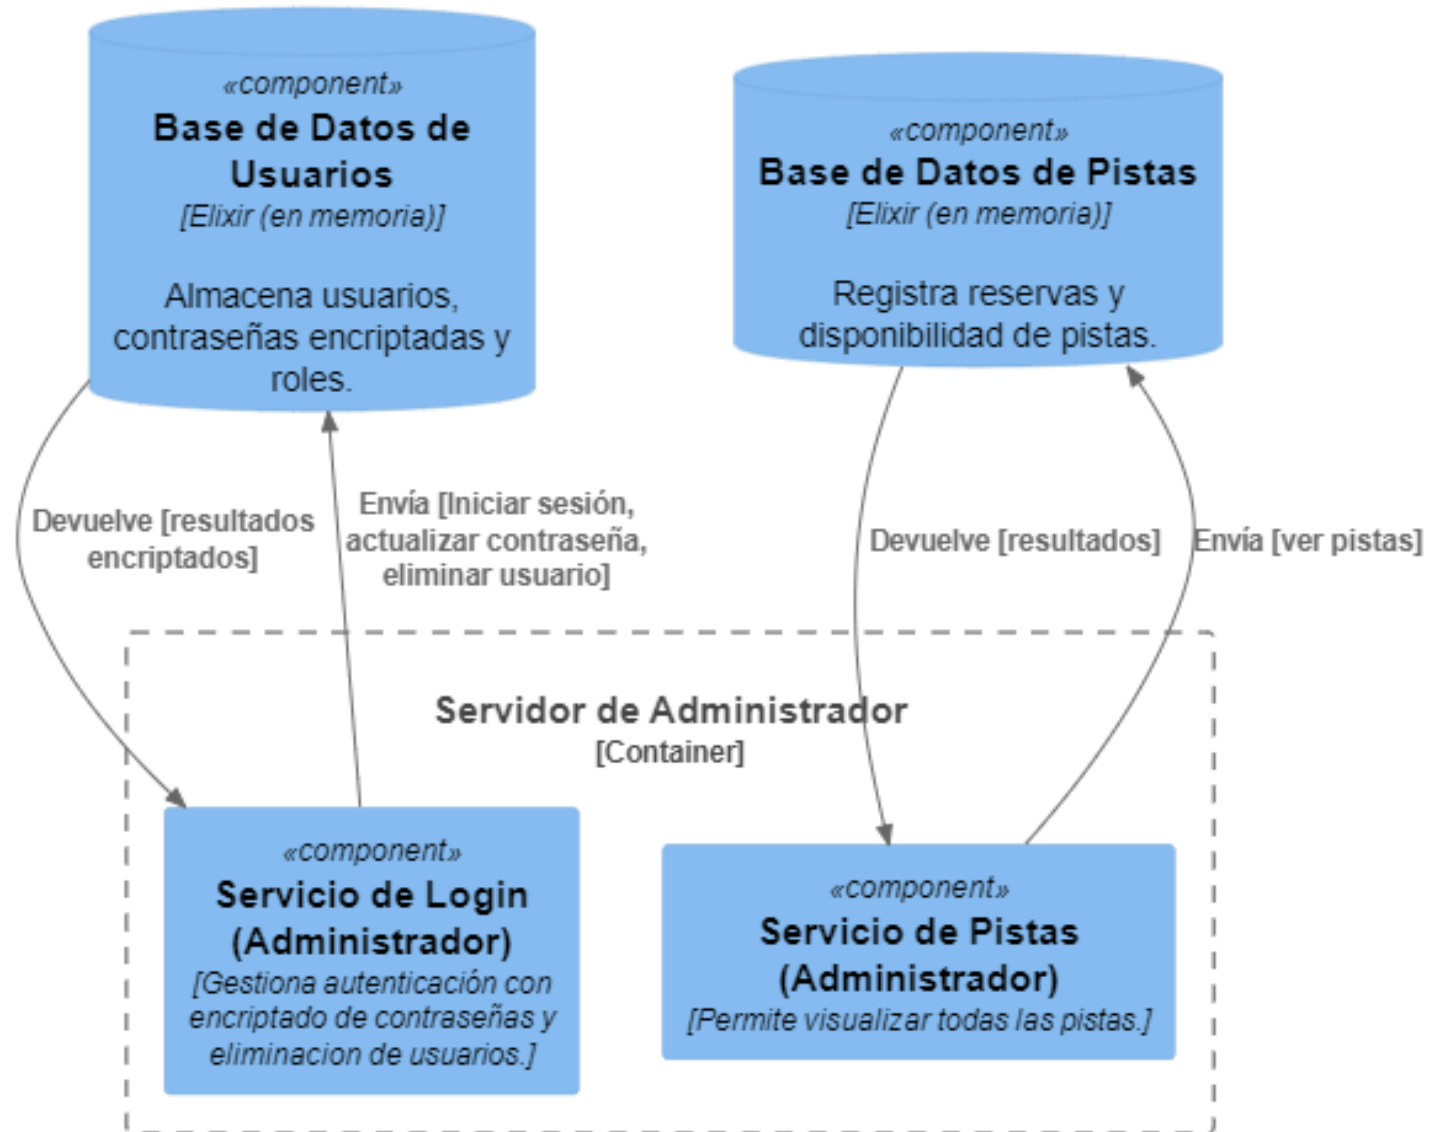 «component»
Base de Datos de
Usuarios
[Elixir (en memoria)]
Almacena usuarios,
contraseñas encriptadas y
roles.
«component»
Base de Datos de Pistas
[Elixir (en memoria)]
Registra reservas y
disponibilidad de pistas.
Devuelve [resultados
encriptados]
Envía [Iniciar sesión,
actualizar contraseña,
eliminar usuario]
Devuelve [resultados]
Envía [ver pistas]
Servidor de Administrador
[Container]
«component»
Servicio de Login
(Administrador)
[Gestiona autenticación con
encriptado de contraseñas y
eliminacion de usuarios.]
«component»
Servicio de Pistas
(Administrador)
[Permite visualizar todas las pistas.]